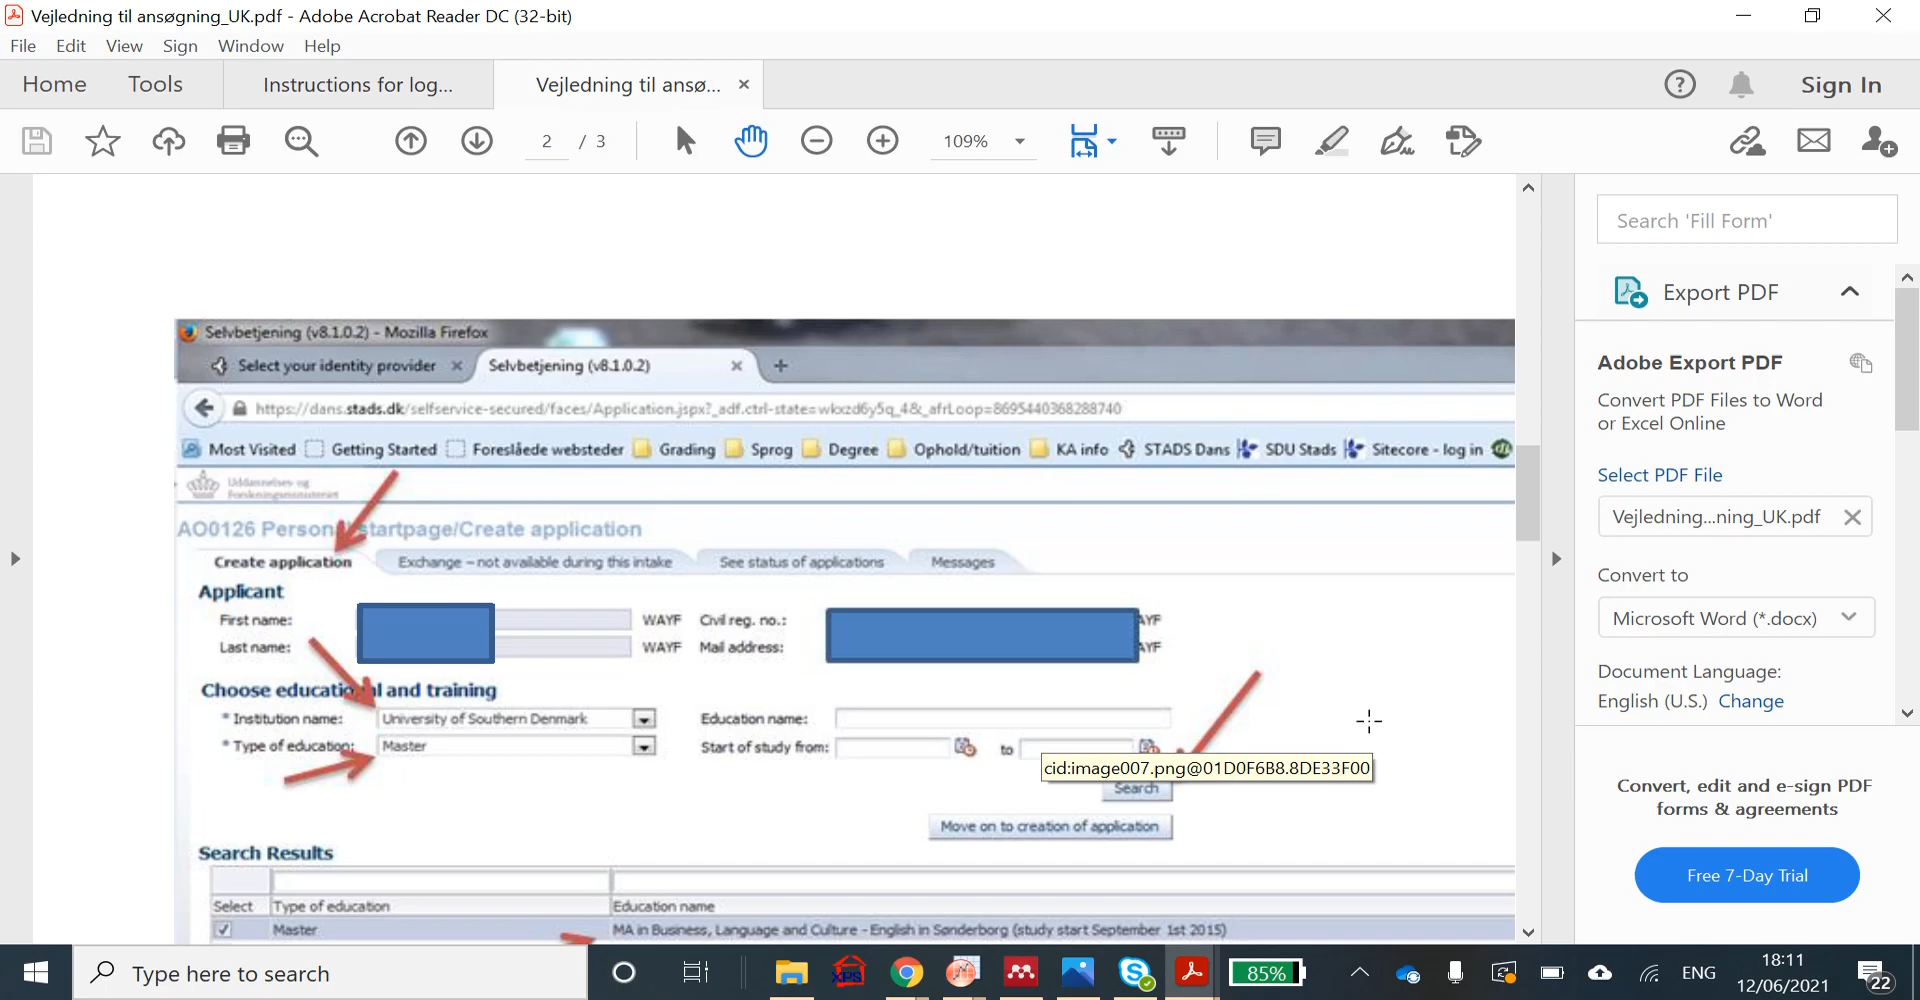 Vejledning til ansøgning_UK.pdf - Adobe Acrobat Reader DC (32-bit)
File Edit View Sign Window Help
Home Tools Instructions for log... Vejledning til ansø... × Sign In
2 / 3 109%
Search 'Fill Form'
Export PDF
Adobe Export PDF
Convert PDF Files to Word
or Excel Online
Select PDF File
Vejledning...ning_UK.pdf
Convert to
Microsoft Word (*.docx)
Document Language:
English (U.S.) Change
Convert, edit and e-sign PDF
forms & agreements
Free 7-Day Trial
Selvbetjening (v8.1.0.2) - Mozilla Firefox
Select your identity provider × Selvbetjening (v8.1.0.2) × +
https://dans.stads.dk/selfservice-secured/faces/Application.jspx?_adf.ctrl-state=wkxzd6y5q_4&_afrLoop=8695440368288740
Most Visited Getting Started Foreslåede websteder Grading Sprog Degree Ophold/tuition KA info STADS Dans SDU Stads Sitecore - log in
Uddannelses- og
Forskningsministeriet
AO0126 Personal startpage/Create application
Create application Exchange – not available during this intake See status of applications Messages
Applicant
First name: WAYF Civil reg. no.: AYF
Last name: WAYF Mail address: AYF
Choose educational and training
* Institution name: University of Southern Denmark Education name:
* Type of education: Master Start of study from: to
cid:image007.png@01D0F6B8.8DE33F00
Search
Move on to creation of application
Search Results
Select Type of education Education name
Master MA in Business, Language and Culture - English in Sønderborg (study start September 1st 2015)
Type here to search
XPS
85%
ENG
18:11
12/06/2021
22